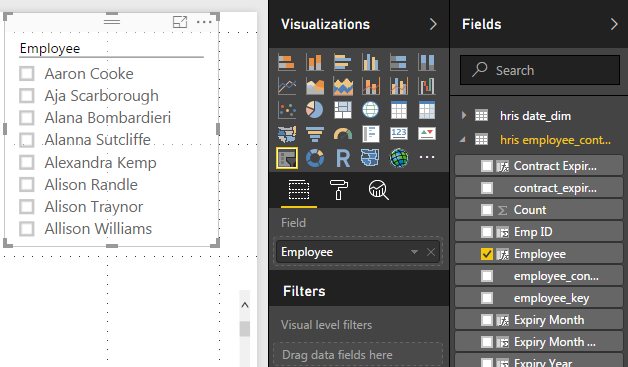 Employee
Aaron Cooke
Aja Scarborough
Alana Bombardieri
Alanna Sutcliffe
Alexandra Kemp
Alison Randle
Alison Traynor
Allison Williams
Visualizations
R
123
Field
Employee
Filters
Visual level filters
Drag data fields here
Fields
Search
hris date_dim
hris employee_cont...
Contract Expir...
contract_expir...
Σ Count
Emp ID
Employee
employee_con...
employee_key
Expiry Month
Expiry Month ...
Expiry Year